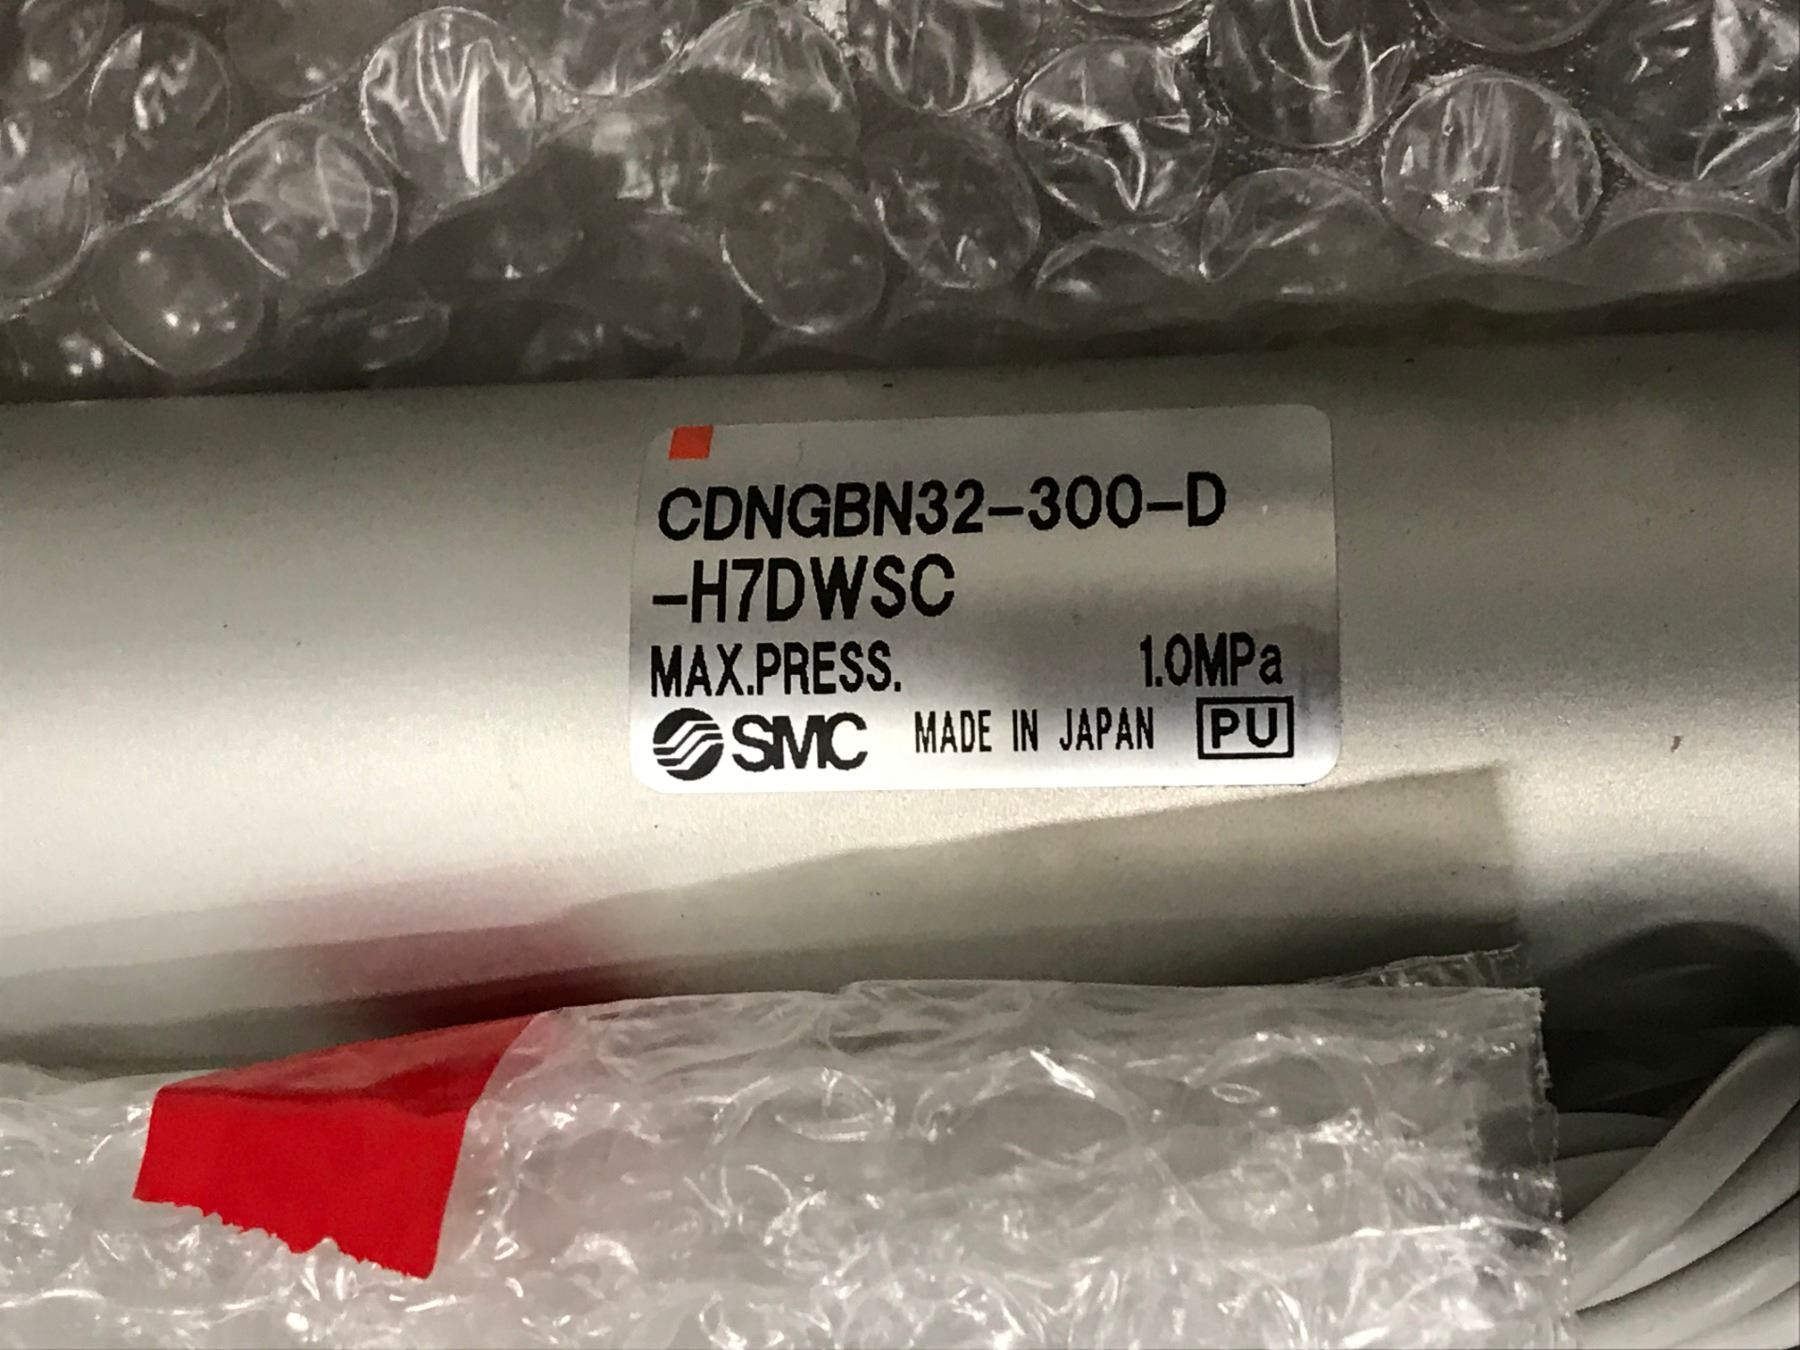 CDNGBN32-300-D
-H7DWSC
MAX.PRESS. 1.0MPa
SMC MADE IN JAPAN PU